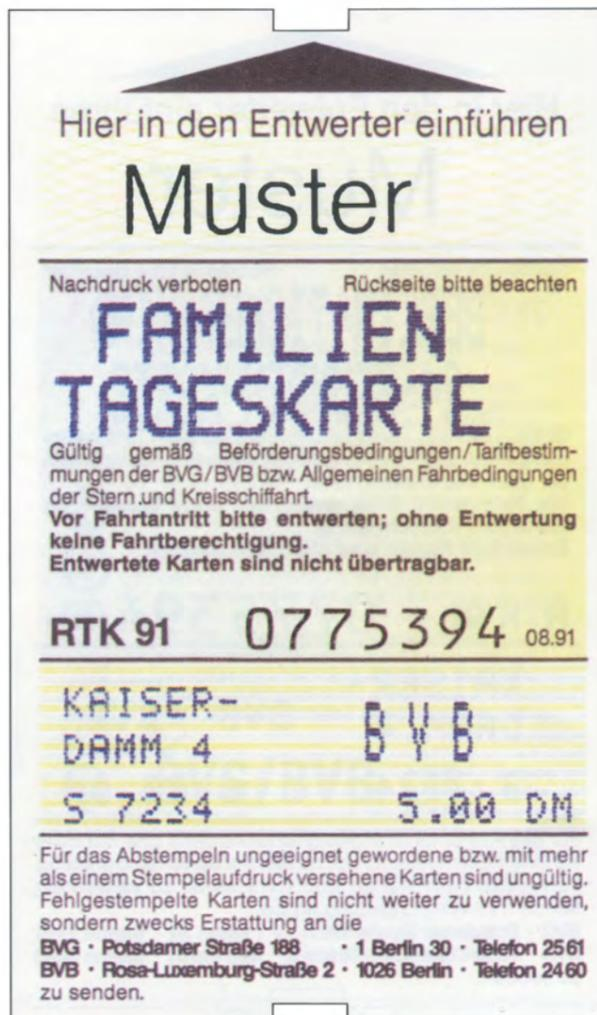 Hier in den Entwerter einführen
Muster
Nachdruck verboten Rückseite bitte beachten
FAMILIEN
TAGESKARTE
Gültig gemäß Beförderungsbedingungen/Tarifbestim-
mungen der BVG/BVB bzw. Allgemeinen Fahrbedingungen
der Stern und Kreisschiffahrt.
Vor Fahrtantritt bitte entwerten; ohne Entwertung
keine Fahrtberechtigung.
Entwertete Karten sind nicht übertragbar.
RTK 91 0775394 08.91
KAISER-
DAMM 4 BVB
S 7234 5.00 DM
Für das Abstempeln ungeeignet gewordene bzw. mit mehr
als einem Stempelaufdruck versehene Karten sind ungültig.
Fehlgestempelte Karten sind nicht weiter zu verwenden,
sondern zwecks Erstattung an die
BVG · Potsdamer Straße 188 · 1 Berlin 30 · Telefon 25 61
BVB · Rosa-Luxemburg-Straße 2 · 1026 Berlin · Telefon 24 60
zu senden.